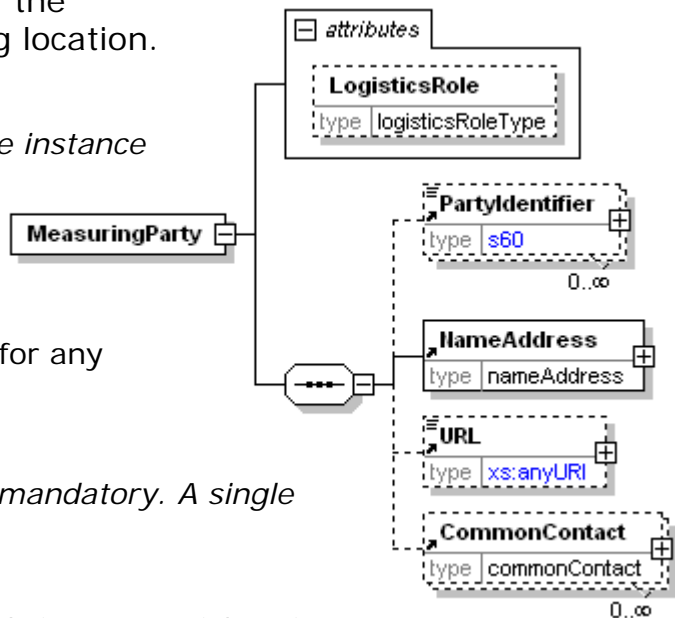 the
g location.
e instance
for any
mandatory. A single
attributes
LogisticsRole
type logisticsRoleType
MeasuringParty
PartyIdentifier
type s60
0..∞
NameAddress
type nameAddress
URL
type xs:anyURI
CommonContact
type commonContact
0..∞